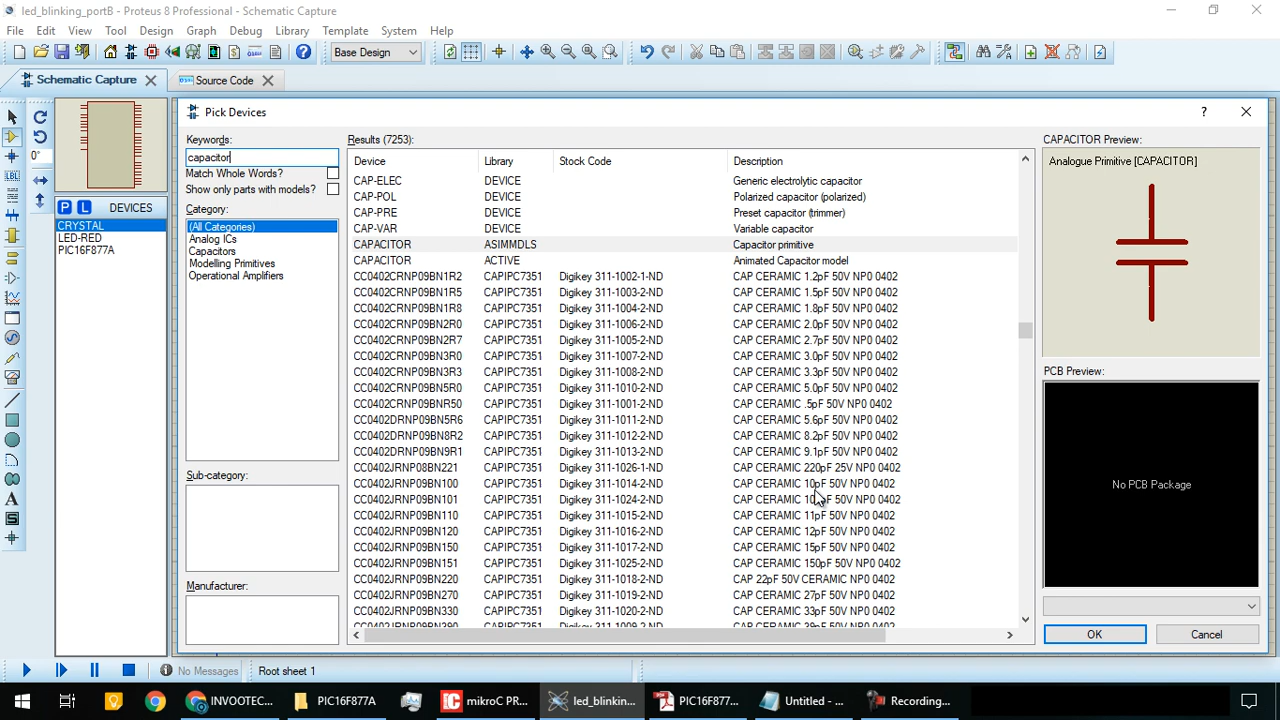 led_blinking_portB - Proteus 8 Professional - Schematic Capture
File Edit View Tool Design Graph Debug Library Template System Help
Base Design
Schematic Capture
Source Code
Pick Devices
Keywords:
capacitor
Match Whole Words?
Show only parts with models?
Category:
(All Categories)
Analog ICs
Capacitors
Modelling Primitives
Operational Amplifiers
Sub-category:
Manufacturer:
0°
LBL
A
P L DEVICES
CRYSTAL
LED-RED
PIC16F877A
Results (7253):
Device Library Stock Code Description
CAP-ELEC DEVICE Generic electrolytic capacitor
CAP-POL DEVICE Polarized capacitor (polarized)
CAP-PRE DEVICE Preset capacitor (trimmer)
CAP-VAR DEVICE Variable capacitor
CAPACITOR ASIMMDLS Capacitor primitive
CAPACITOR ACTIVE Animated Capacitor model
CC0402CRNP09BN1R2 CAPIPC7351 Digikey 311-1002-1-ND CAP CERAMIC 1.2pF 50V NP0 0402
CC0402CRNP09BN1R5 CAPIPC7351 Digikey 311-1003-2-ND CAP CERAMIC 1.5pF 50V NP0 0402
CC0402CRNP09BN1R8 CAPIPC7351 Digikey 311-1004-2-ND CAP CERAMIC 1.8pF 50V NP0 0402
CC0402CRNP09BN2R0 CAPIPC7351 Digikey 311-1006-2-ND CAP CERAMIC 2.0pF 50V NP0 0402
CC0402CRNP09BN2R7 CAPIPC7351 Digikey 311-1005-2-ND CAP CERAMIC 2.7pF 50V NP0 0402
CC0402CRNP09BN3R0 CAPIPC7351 Digikey 311-1007-2-ND CAP CERAMIC 3.0pF 50V NP0 0402
CC0402CRNP09BN3R3 CAPIPC7351 Digikey 311-1008-2-ND CAP CERAMIC 3.3pF 50V NP0 0402
CC0402CRNP09BN5R0 CAPIPC7351 Digikey 311-1010-2-ND CAP CERAMIC 5.0pF 50V NP0 0402
CC0402CRNP09BNR50 CAPIPC7351 Digikey 311-1001-2-ND CAP CERAMIC .5pF 50V NP0 0402
CC0402DRNP09BN5R6 CAPIPC7351 Digikey 311-1011-2-ND CAP CERAMIC 5.6pF 50V NP0 0402
CC0402DRNP09BN8R2 CAPIPC7351 Digikey 311-1012-2-ND CAP CERAMIC 8.2pF 50V NP0 0402
CC0402DRNP09BN9R1 CAPIPC7351 Digikey 311-1013-2-ND CAP CERAMIC 9.1pF 50V NP0 0402
CC0402JRNP08BN221 CAPIPC7351 Digikey 311-1026-1-ND CAP CERAMIC 220pF 25V NP0 0402
CC0402JRNP09BN100 CAPIPC7351 Digikey 311-1014-2-ND CAP CERAMIC 10pF 50V NP0 0402
CC0402JRNP09BN101 CAPIPC7351 Digikey 311-1024-2-ND CAP CERAMIC 50V NP0 0402
CC0402JRNP09BN110 CAPIPC7351 Digikey 311-1015-2-ND CAP CERAMIC 11pF 50V NP0 0402
CC0402JRNP09BN120 CAPIPC7351 Digikey 311-1016-2-ND CAP CERAMIC 12pF 50V NP0 0402
CC0402JRNP09BN150 CAPIPC7351 Digikey 311-1017-2-ND CAP CERAMIC 15pF 50V NP0 0402
CC0402JRNP09BN151 CAPIPC7351 Digikey 311-1025-2-ND CAP CERAMIC 150pF 50V NP0 0402
CC0402JRNP09BN220 CAPIPC7351 Digikey 311-1018-2-ND CAP 22pF 50V CERAMIC NP0 0402
CC0402JRNP09BN270 CAPIPC7351 Digikey 311-1019-2-ND CAP CERAMIC 27pF 50V NP0 0402
CC0402JRNP09BN330 CAPIPC7351 Digikey 311-1020-2-ND CAP CERAMIC 33pF 50V NP0 0402
CC0402JRNP09BN390 CAPIPC7351 Digikey 311-1009-2-ND CAP CERAMIC 39pF 50V NP0 0402
CAPACITOR Preview:
Analogue Primitive [CAPACITOR]
PCB Preview:
No PCB Package
OK Cancel
No Messages Root sheet 1
INVOOTEC... PIC16F877A mikroC PR... led_blinkin... PIC16F877... Untitled - ... Recording...